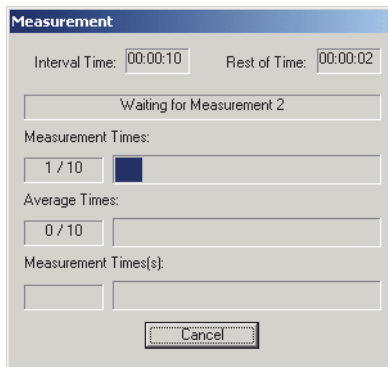 Measurement
Interval Time: 00:00:10 Rest of Time: 00:00:02
Waiting for Measurement 2
Measurement Times:
1 / 10
Average Times:
0 / 10
Measurement Times(s):
Cancel